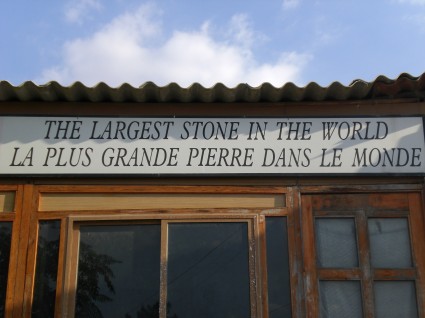 THE LARGEST STONE IN THE WORLD
LA PLUS GRANDE PIERRE DANS LE MONDE